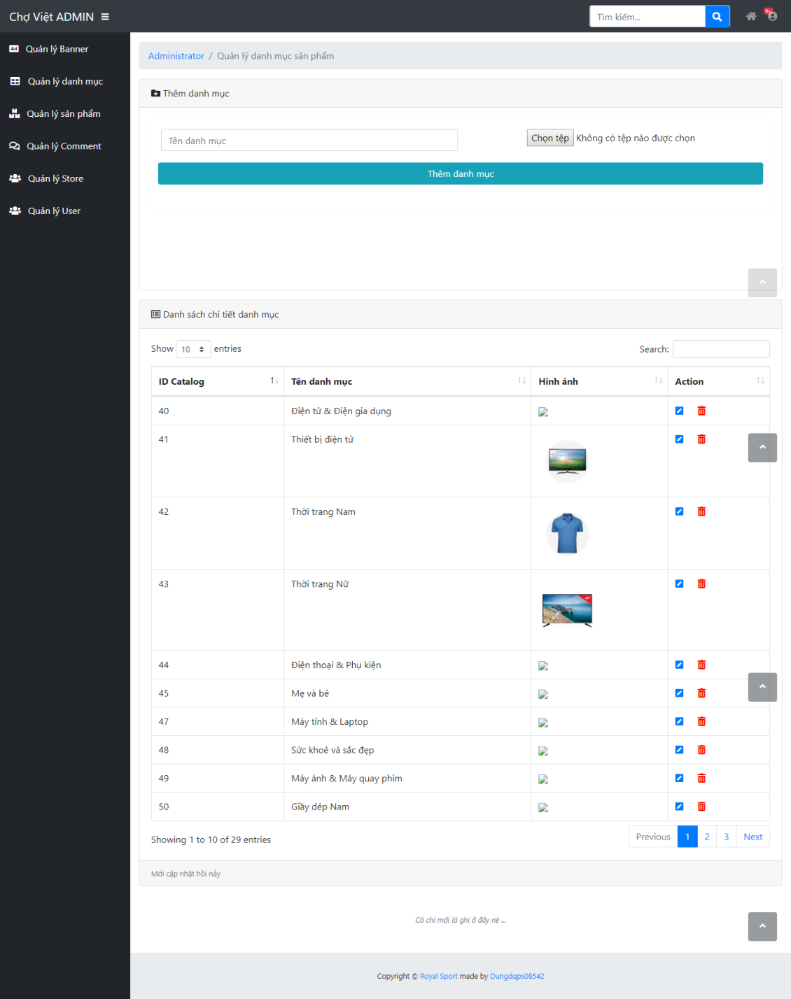 Chợ Việt ADMIN
Tìm kiếm...
9+
Ad Quản lý Banner
Quản lý danh mục
Quản lý sản phẩm
Quản lý Comment
Quản lý Store
Quản lý User
Administrator / Quản lý danh mục sản phẩm
Thêm danh mục
Tên danh mục
Chọn tệp Không có tệp nào được chọn
Thêm danh mục
Danh sách chi tiết danh mục
Show 10 entries
Search:
ID Catalog Tên danh mục Hình ảnh Action
40 Điện tử & Điện gia dụng
41 Thiết bị điện tử
42 Thời trang Nam
43 Thời trang Nữ
44 Điện thoại & Phụ kiện
45 Mẹ và bé
47 Máy tính & Laptop
48 Sức khoẻ và sắc đẹp
49 Máy ảnh & Máy quay phim
50 Giầy dép Nam
Showing 1 to 10 of 29 entries
Previous 1 2 3 Next
Mới cập nhật hồi nảy
Có chi mới là ghi ở đây nè ...
Copyright © Royal Sport made by Dungdqps08542